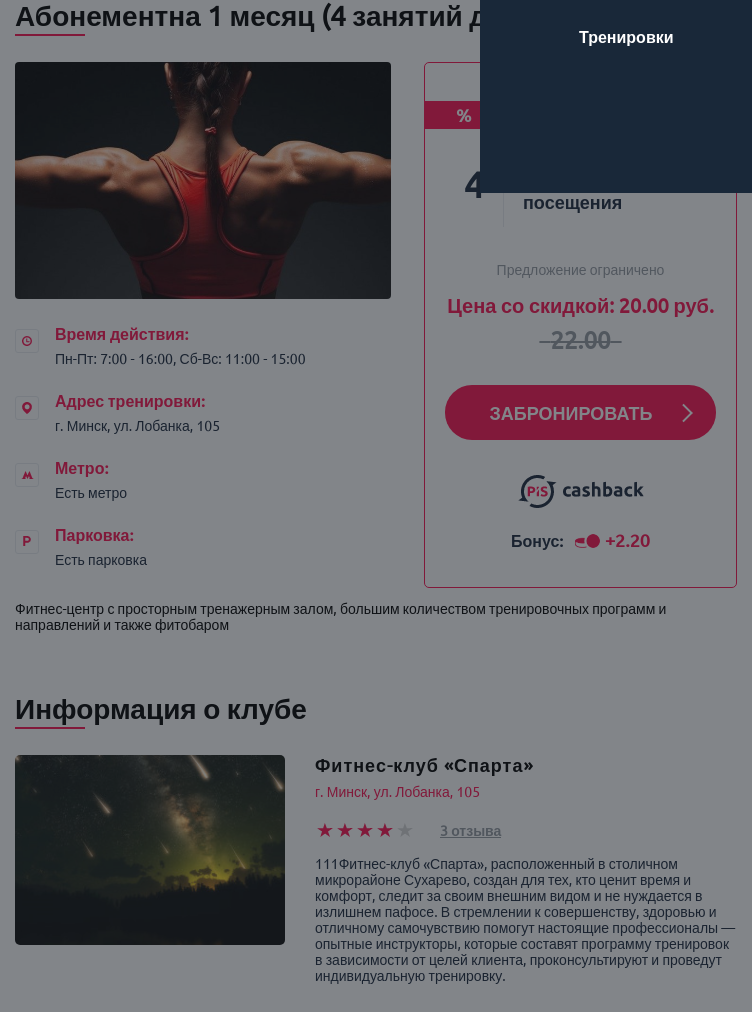 Абонементна 1 месяц (4 занятий
Тренировки
%
4
посещения
Предложение ограничено
Цена со скидкой: 20.00 руб.
22.00
ЗАБРОНИРОВАТЬ
PiS cashback
Бонус: +2.20
Время действия:
Пн-Пт: 7:00 - 16:00, Сб-Вс: 11:00 - 15:00
Адрес тренировки:
г. Минск, ул. Лобанка, 105
Метро:
Есть метро
P Парковка:
Есть парковка
Фитнес-центр с просторным тренажерным залом, большим количеством тренировочных программ и
направлений и также фитобаром
Информация о клубе
Фитнес-клуб «Спарта»
г. Минск, ул. Лобанка, 105
3 отзыва
111Фитнес-клуб «Спарта», расположенный в столичном
микрорайоне Сухарево, создан для тех, кто ценит время и
комфорт, следит за своим внешним видом и не нуждается в
излишнем пафосе. В стремлении к совершенству, здоровью и
отличному самочувствию помогут настоящие профессионалы —
опытные инструкторы, которые составят программу тренировок
в зависимости от целей клиента, проконсультируют и проведут
индивидуальную тренировку.